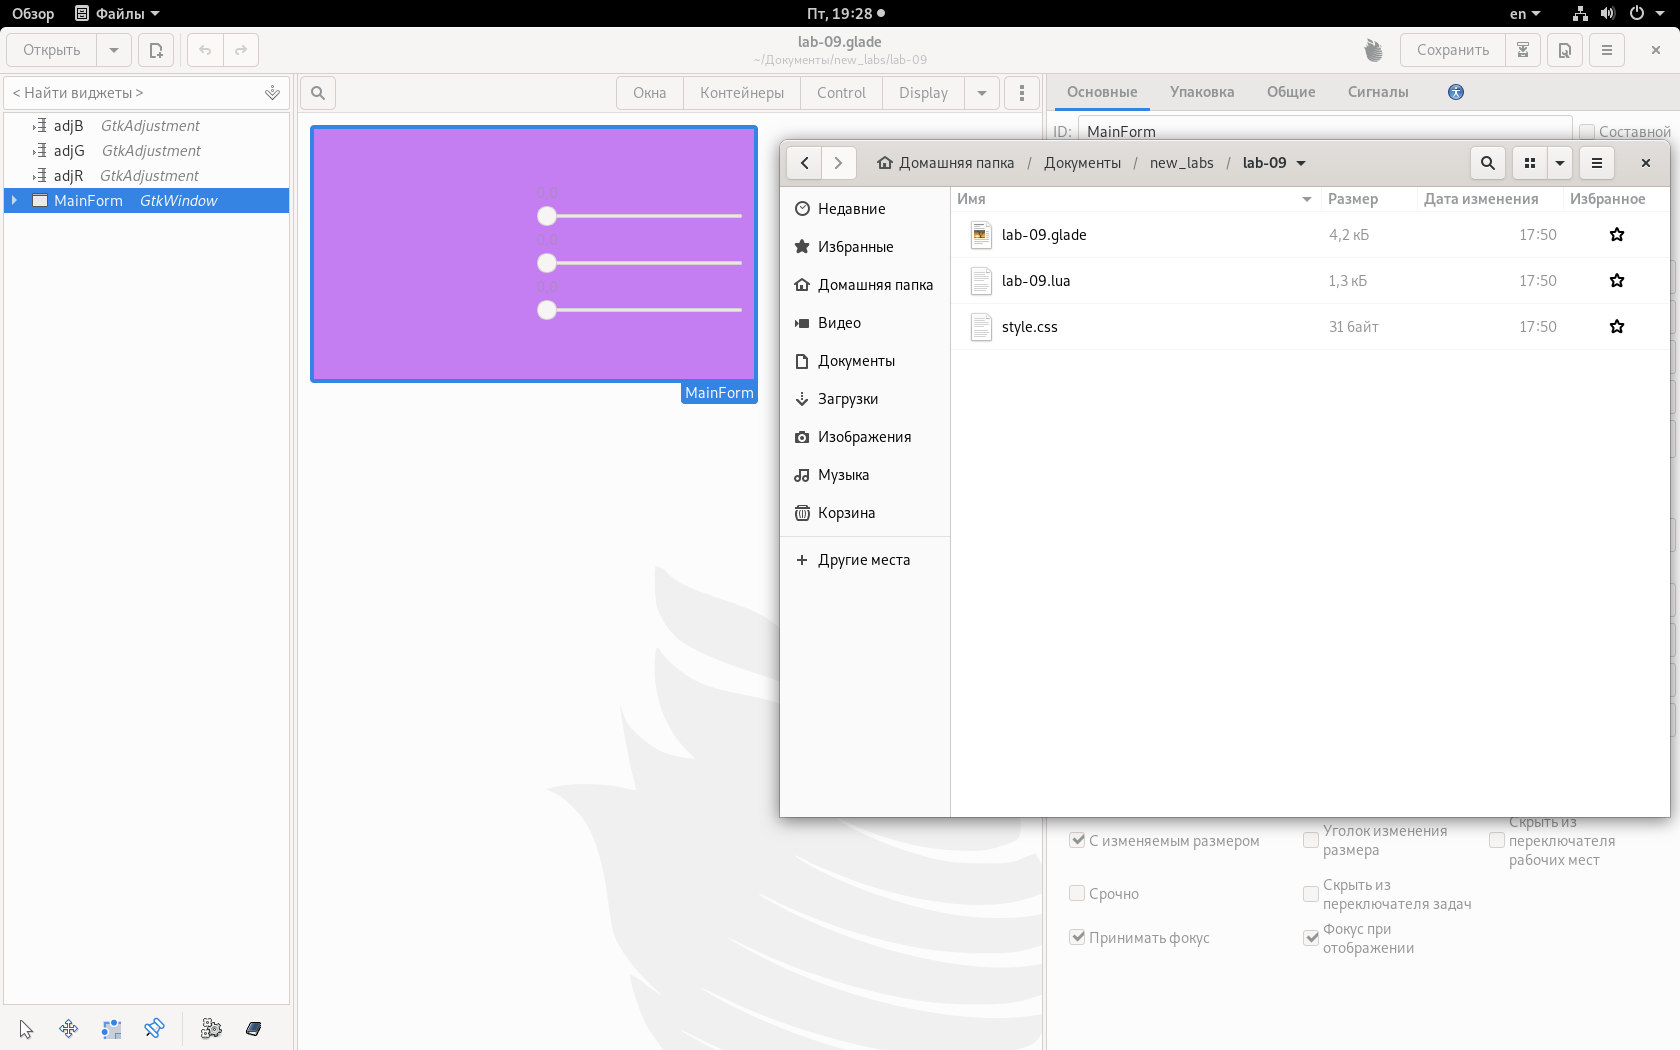 Обзор Файлы Пт, 19:28 en
Открыть lab-09.glade Сохранить
~/Документы/new_labs/lab-09
< Найти виджеты > Окна Контейнеры Control Display Основные Упаковка Общие Сигналы
adjB GtkAdjustment
adjG GtkAdjustment
adjR GtkAdjustment
MainForm GtkWindow
0,0
0,0
0,0
MainForm
ID: MainForm Составной
Домашняя папка / Документы / new_labs / lab-09
Недавние
Избранные
Домашняя папка
Видео
Документы
Загрузки
Изображения
Музыка
Корзина
Другие места
Имя Размер Дата изменения Избранное
lab-09.glade 4,2 кБ 17:50
lab-09.lua 1,3 кБ 17:50
style.css 31 байт 17:50
С изменяемым размером
Уголок изменения
размера
Скрыть из
переключателя
рабочих мест
Срочно
Скрыть из
переключателя задач
Принимать фокус
Фокус при
отображении